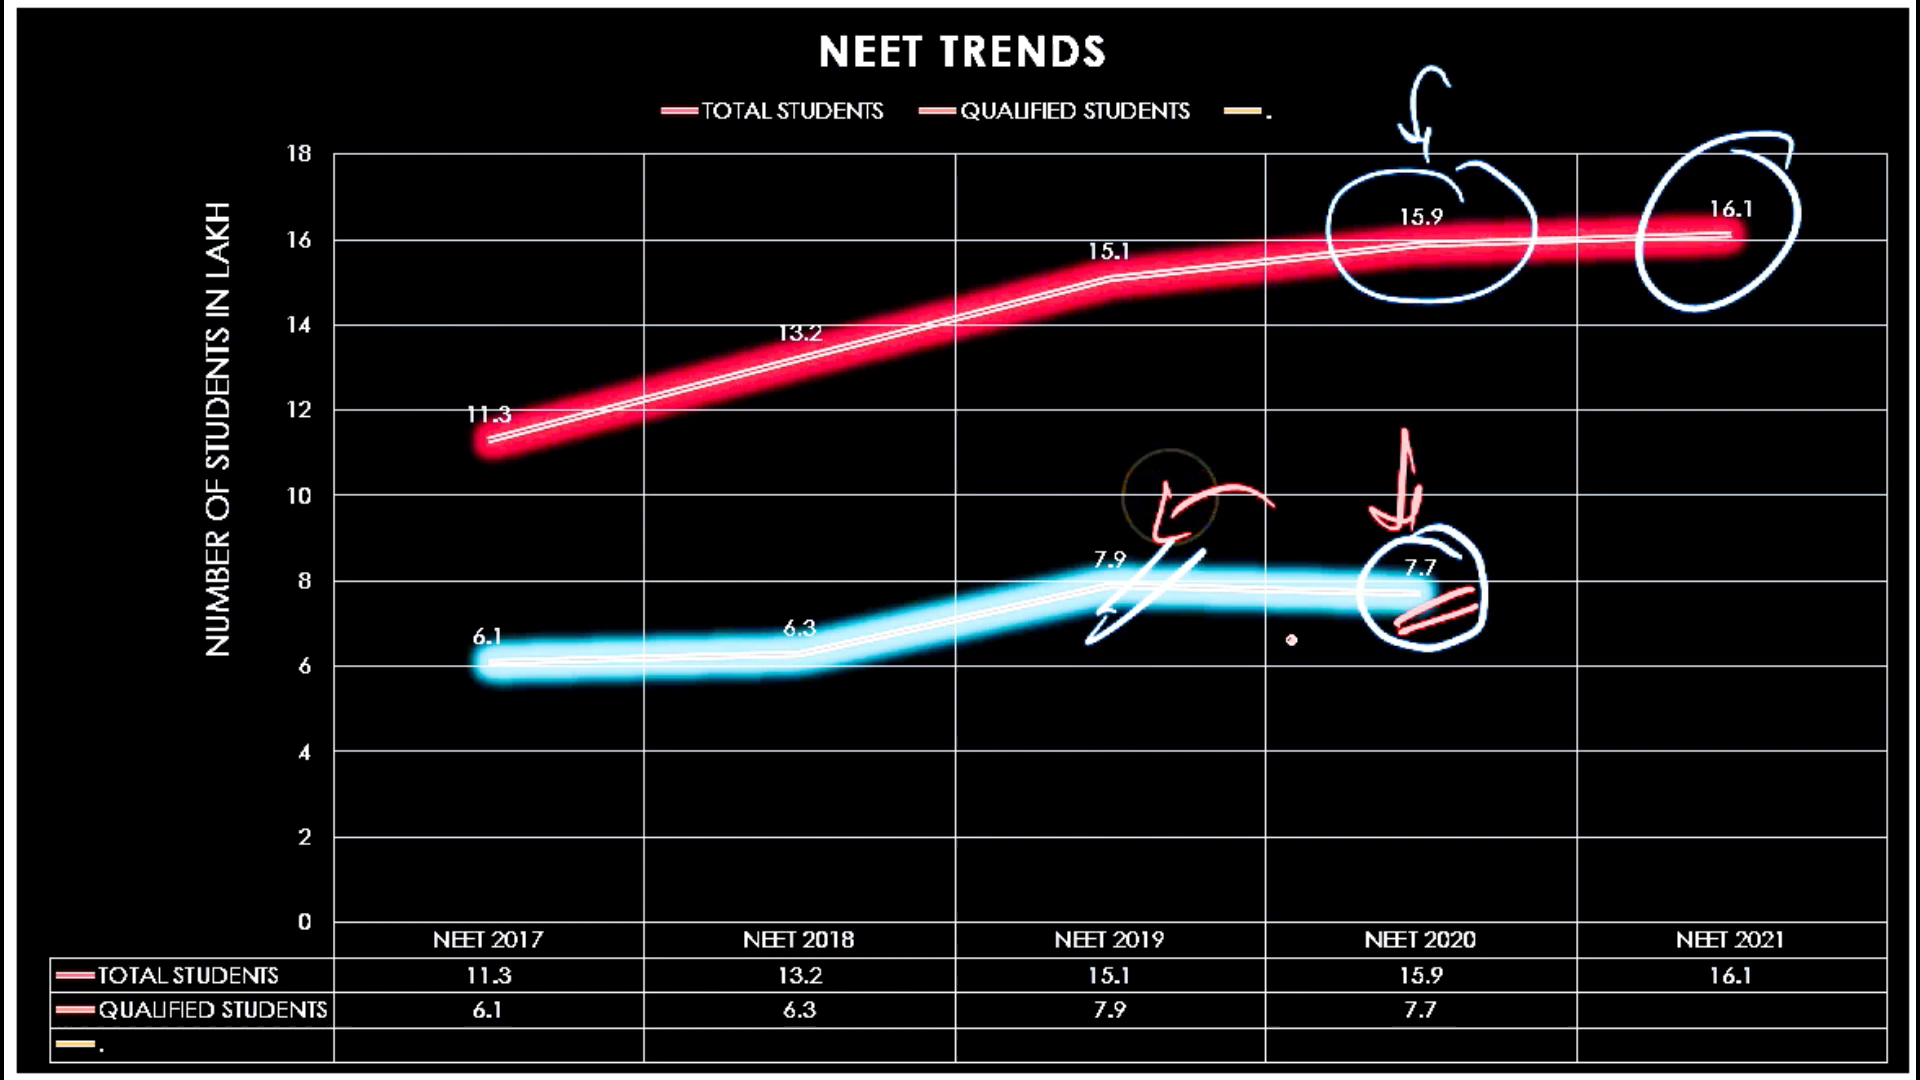 NEET TRENDS
TOTAL STUDENTS QUALIFIED STUDENTS .
NUMBER OF STUDENTS IN LAKH
18
16
14
12
10
8
6
4
2
0
11.3 13.2 15.1 15.9 16.1
6.1 6.3 7.9 7.7
NEET 2017 NEET 2018 NEET 2019 NEET 2020 NEET 2021
TOTAL STUDENTS 11.3 13.2 15.1 15.9 16.1
QUALIFIED STUDENTS 6.1 6.3 7.9 7.7
.